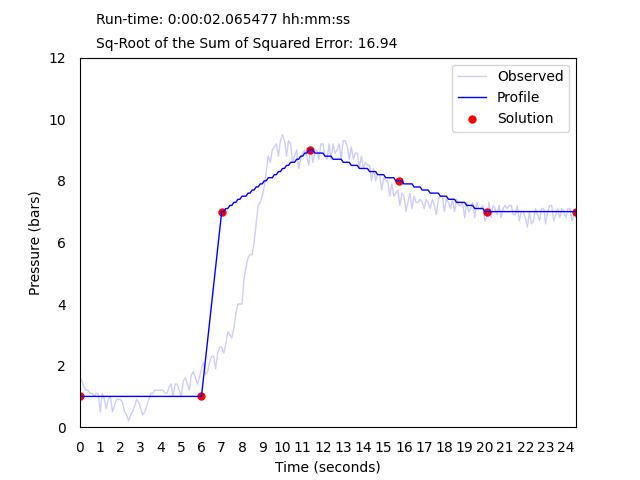 Run-time: 0:00:02.065477 hh:mm:ss
Sq-Root of the Sum of Squared Error: 16.94
12
10
8
6
4
2
0
Pressure (bars)
Observed
Profile
Solution
0 1 2 3 4 5 6 7 8 9 10 11 12 13 14 15 16 17 18 19 20 21 22 23 24
Time (seconds)